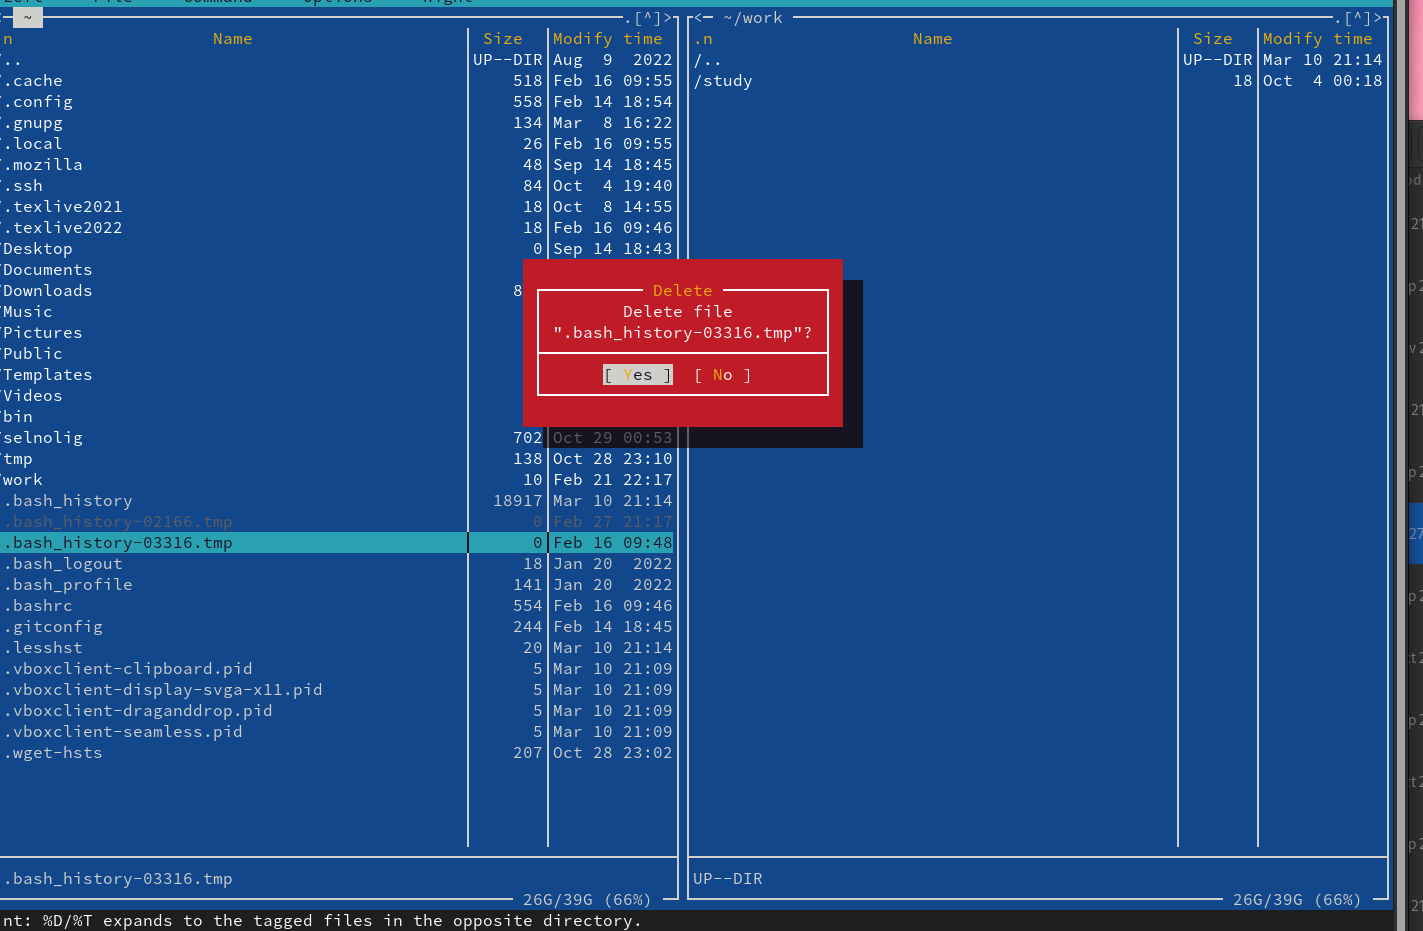 Left File Command Options Right
~ .[^]> <─ ~/work .[^]>
n Name Size Modify time .n Name Size Modify time
/.. UP--DIR Aug 9 2022 /.. UP--DIR Mar 10 21:14
/.cache 518 Feb 16 09:55 /study 18 Oct 4 00:18
/.config 558 Feb 14 18:54
/.gnupg 134 Mar 8 16:22
/.local 26 Feb 16 09:55
/.mozilla 48 Sep 14 18:45
/.ssh 84 Oct 4 19:40
/.texlive2021 18 Oct 8 14:55
/.texlive2022 18 Feb 16 09:46
/Desktop 0 Sep 14 18:43
/Documents
/Downloads 8
/Music
/Pictures
/Public
/Templates
/Videos
/bin
Delete
Delete file
".bash_history-03316.tmp"?
[ Yes ] [ No ]
/selnolig 702 Oct 29 00:53
/tmp 138 Oct 28 23:10
/work 10 Feb 21 22:17
.bash_history 18917 Mar 10 21:14
.bash_history-02166.tmp 0 Feb 27 21:17
.bash_history-03316.tmp 0 Feb 16 09:48
.bash_logout 18 Jan 20 2022
.bash_profile 141 Jan 20 2022
.bashrc 554 Feb 16 09:46
.gitconfig 244 Feb 14 18:45
.lesshst 20 Mar 10 21:14
.vboxclient-clipboard.pid 5 Mar 10 21:09
.vboxclient-display-svga-x11.pid 5 Mar 10 21:09
.vboxclient-draganddrop.pid 5 Mar 10 21:09
.vboxclient-seamless.pid 5 Mar 10 21:09
.wget-hsts 207 Oct 28 23:02
.bash_history-03316.tmp UP--DIR
26G/39G (66%) 26G/39G (66%)
nt: %D/%T expands to the tagged files in the opposite directory.